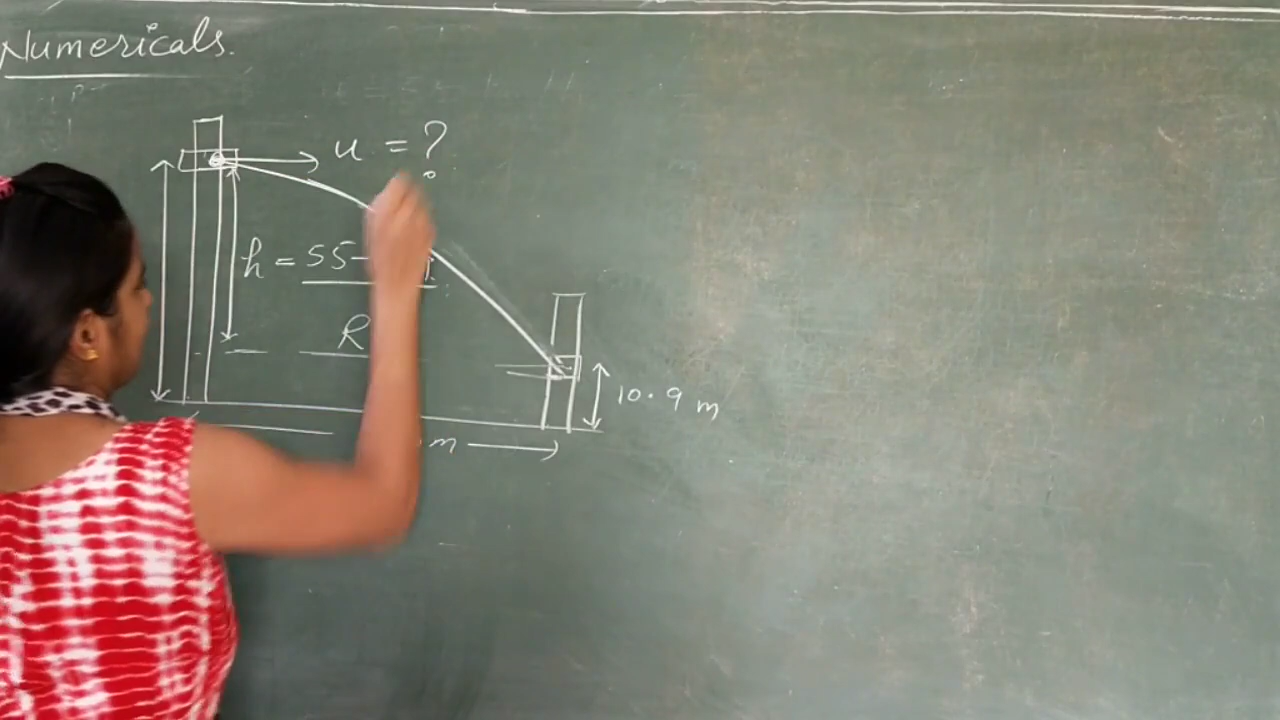 Numericals.
u = ?
h = 55-
R
10.9 m
m